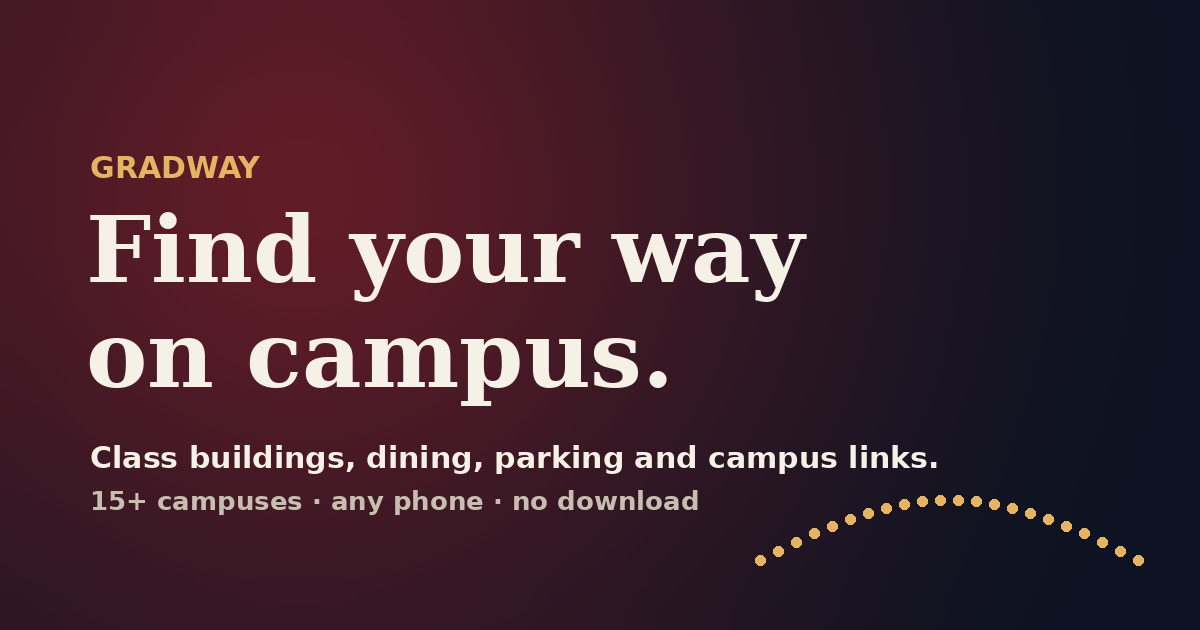 GRADWAY
Find your way
on campus.
Class buildings, dining, parking and campus links.
15+ campuses · any phone · no download